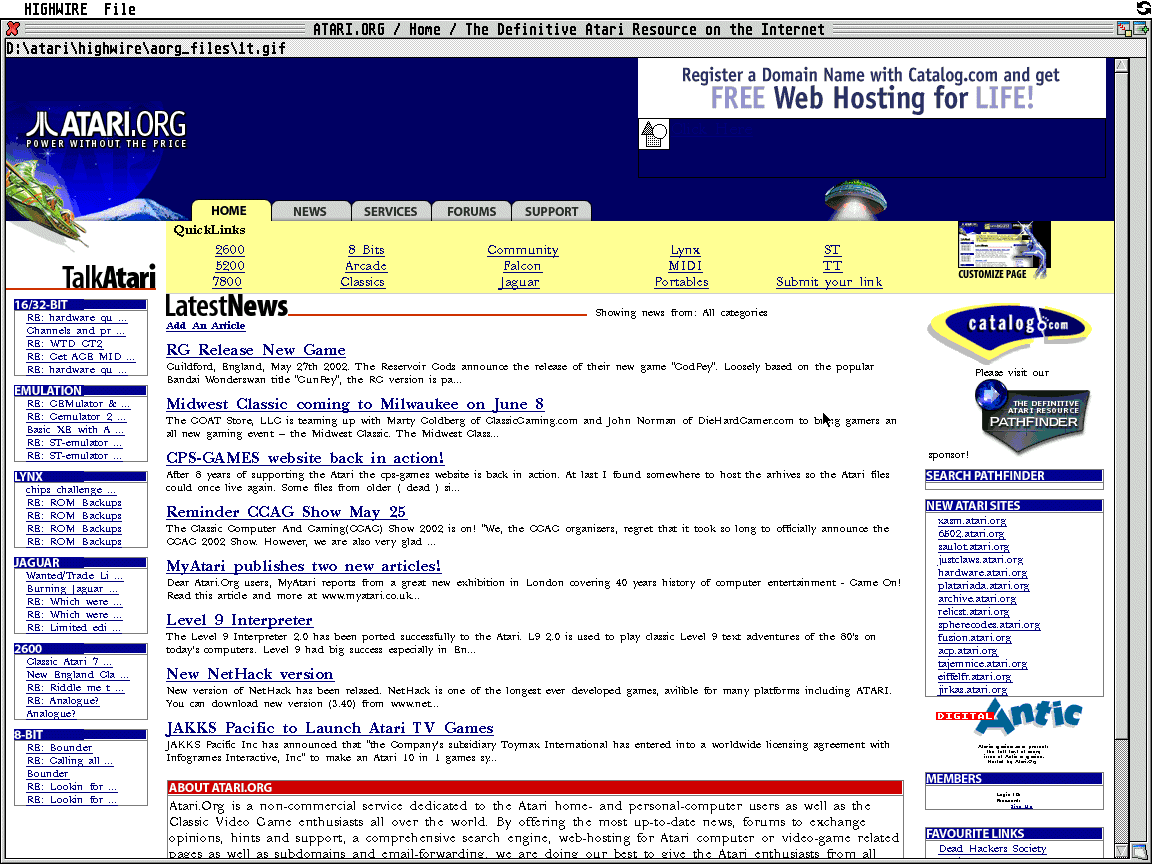 HIGHWIRE File
ATARI.ORG / Home / The Definitive Atari Resource on the Internet
D:\atari\highwire\aorg_files\1t.gif
Register a Domain Name with Catalog.com and get
FREE Web Hosting for LIFE!
ATARI.ORG
POWER WITHOUT THE PRICE
HOME NEWS SERVICES FORUMS SUPPORT
QuickLinks
2600 8 Bits Community Lynx ST
5200 Arcade Falcon MIDI TT
7800 Classics Jaguar Portables Submit your link
CUSTOMIZE PAGE
TalkAtari
16/32-BIT
RE: hardware qu ...
Channels and pr ...
RE: WTD CT2
RE: Get AGE MID ...
RE: hardware qu ...
EMULATION
RE: GEMulator & ...
RE: Gemulator 2 ...
Basic XE with A ...
RE: ST-emulator ...
RE: ST-emulator ...
LYNX
chips challenge ...
RE: ROM Backups
RE: ROM Backups
RE: ROM Backups
RE: ROM Backups
JAGUAR
Wanted/Trade Li ...
Burning Jaguar ...
RE: Which were ...
RE: Which were ...
RE: Limited edi ...
2600
Classic Atari 7 ...
New England Cla ...
RE: Riddle me t ...
RE: Analogue?
Analogue?
8-BIT
RE: Bounder
RE: Calling all ...
Bounder
RE: Lookin for ...
RE: Lookin for ...
LatestNews
Showing news from: All categories
Add An Article
RG Release New Game
Guildford, England, May 27th 2002. The Reservoir Gods announce the release of their new game "GodPey". Loosely based on the popular
Bandai Wonderswan title "GunPey", the RG version is pa...
Midwest Classic coming to Milwaukee on June 8
The GOAT Store, LLC is teaming up with Marty Goldberg of ClassicGaming.com and John Norman of DieHardGamer.com to bring gamers an
all new gaming event - the Midwest Classic. The Midwest Class...
CPS-GAMES website back in action!
After 8 years of supporting the Atari the cps-games website is back in action. At last I found somewhere to host the arhives so the Atari files
could once live again. Some files from older ( dead ) si...
Reminder CCAG Show May 25
The Classic Computer And Gaming(CCAG) Show 2002 is on! "We, the CCAG organizers, regret that it took so long to officially announce the
CCAG 2002 Show. However, we are also very glad ...
MyAtari publishes two new articles!
Dear Atari.Org users, MyAtari reports from a great new exhibition in London covering 40 years history of computer entertainment - Game On!
Read this article and more at www.myatari.co.uk...
Level 9 Interpreter
The Level 9 Interpreter 2.0 has been ported successfully to the Atari. L9 2.0 is used to play classic Level 9 text adventures of the 80's on
today's computers. Level 9 had big success especially in En...
New NetHack version
New version of NetHack has been relased. NetHack is one of the longest ever developed games, avilible for many platforms including ATARI.
You can download new version (3.40) from www.net...
JAKKS Pacific to Launch Atari TV Games
JAKKS Pacific Inc has announced that "the Company's subsidiary Toymax International has entered into a worldwide licensing agreement with
Infogrames Interactive, Inc" to make an Atari 10 in 1 games sy...
ABOUT ATARI.ORG
Atari.Org is a non-commercial service dedicated to the Atari home- and personal-computer users as well as the
Classic Video Game enthusiasts all over the world. By offering the most up-to-date news, forums to exchange
opinions, hints and support, a comprehensive search engine, web-hosting for Atari computer or video-game related
pages as well as subdomains and email-forwarding, we are doing our best to give the Atari enthusiasts from all
catalog.com
Please visit our
THE DEFINITIVE
ATARI RESOURCE
PATHFINDER
sponsor!
SEARCH PATHFINDER
NEW ATARI SITES
xasm.atari.org
6502.atari.org
saulot.atari.org
justclaws.atari.org
hardware.atari.org
platariada.atari.org
archive.atari.org
relicst.atari.org
spherecodes.atari.org
fusion.atari.org
acp.atari.org
tajemnice.atari.org
eiffelfr.atari.org
jirkas.atari.org
DIGITAL Antic
MEMBERS
Login ID:
Password:
Sign Up
FAVOURITE LINKS
Dead Hackers Society